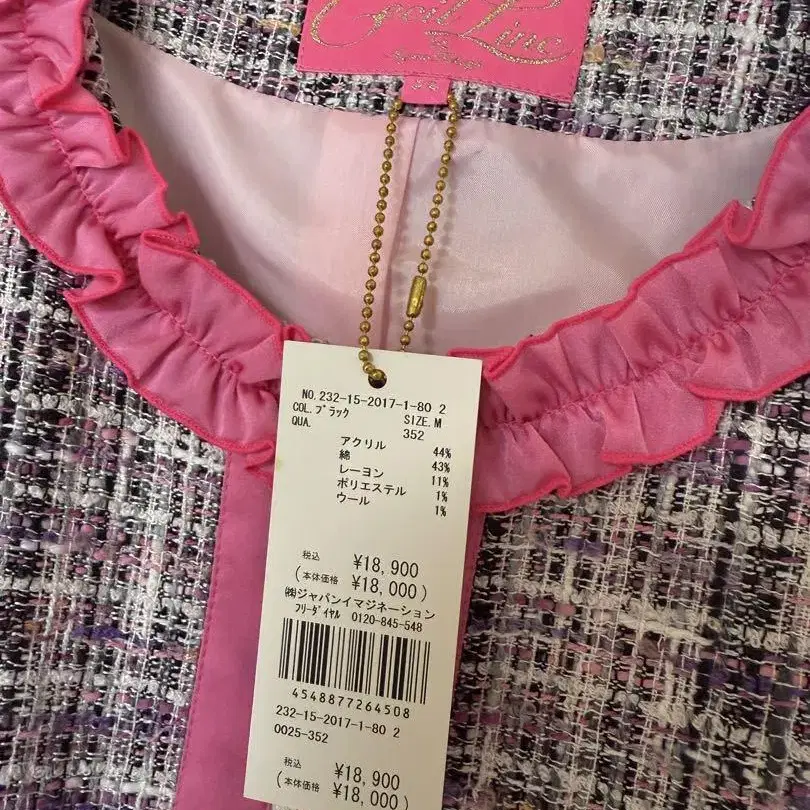 Cecil Line
NO. 232-15-2017-1-80 2
COL. ブラック SIZE. M
QUA. 352
アクリル 44%
綿 43%
レーヨン 11%
ポリエステル 1%
ウール 1%
税込 ¥18,900
(本体価格 ¥18,000)
㈱ジャパンイマジネーション
フリーダイヤル 0120-845-548
4548877264508
232-15-2017-1-80 2
0025-352
税込 ¥18,900
(本体価格 ¥18,000)